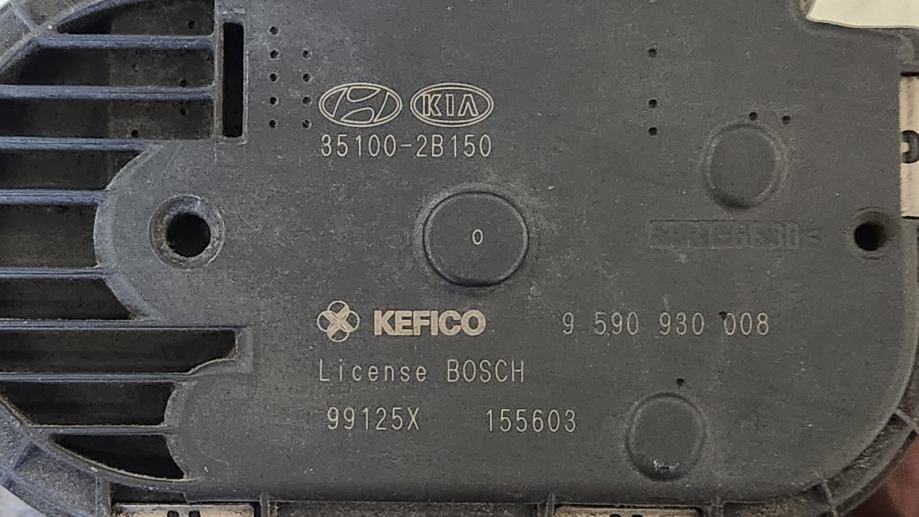 KIA
35100-2B150
0
KEFICO 9 590 930 008
License BOSCH
99125X 155603